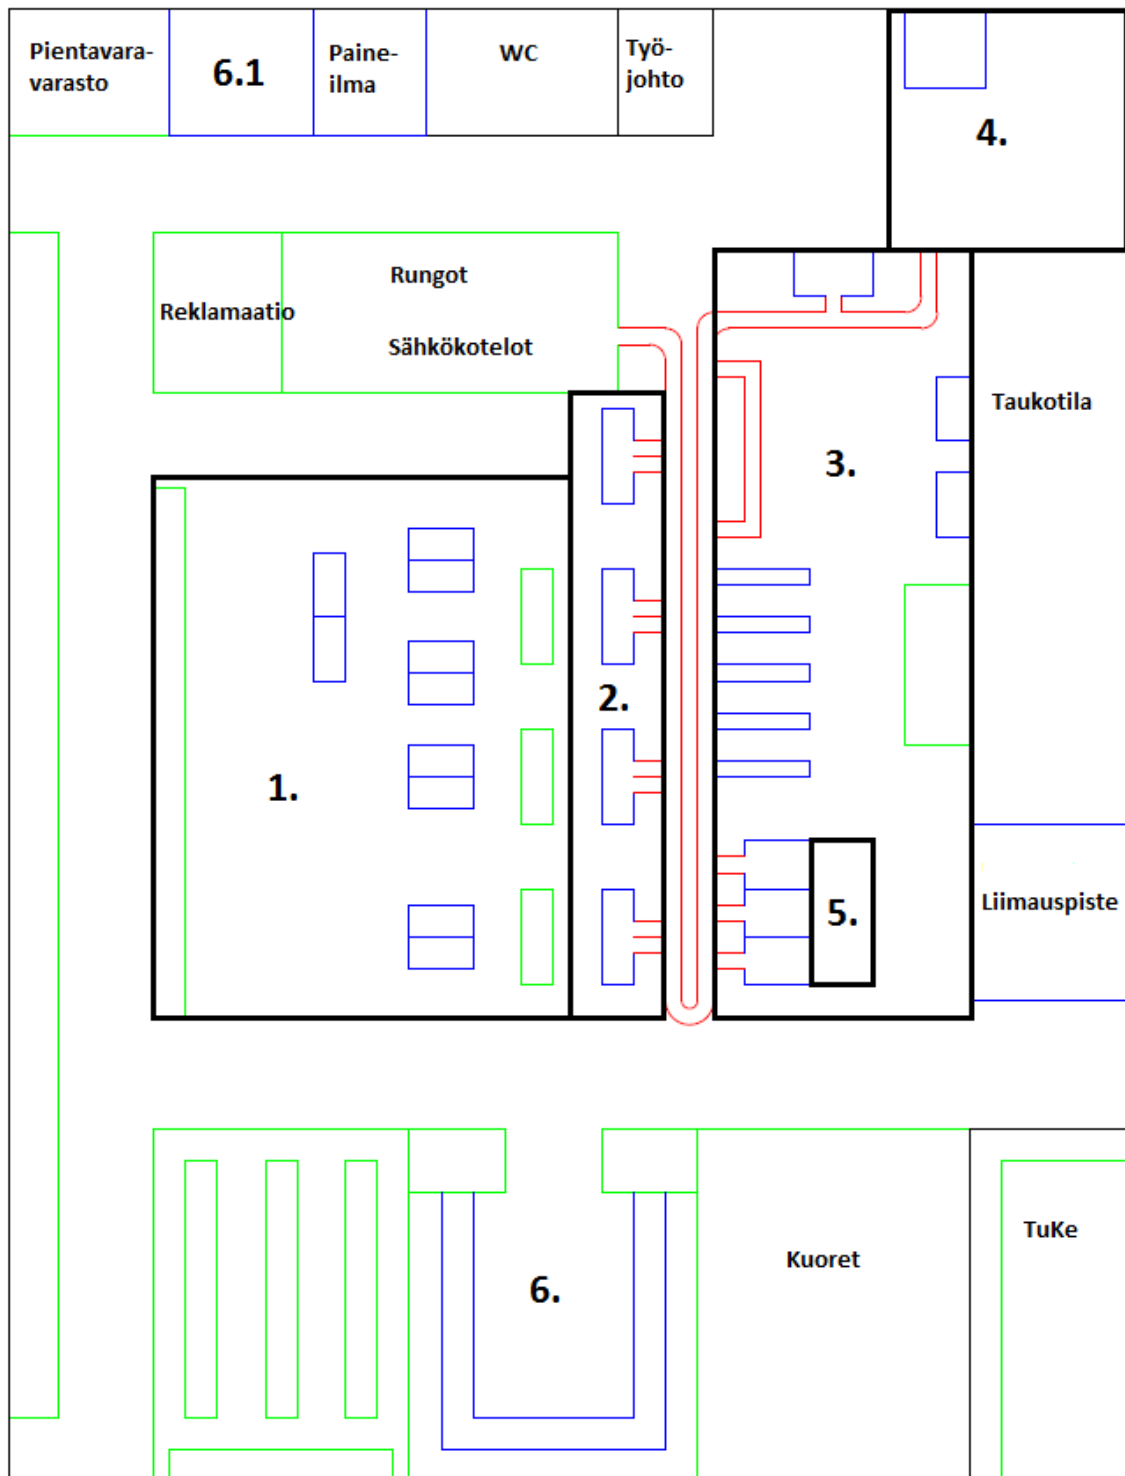 Pientavara-
varasto
6.1
Paine-
ilma
WC
Työ-
johto
4.
Reklamaatio
Rungot
Sähkökotelot
Taukotila
3.
2.
1.
5.
Liimauspiste
6.
Kuoret
TuKe